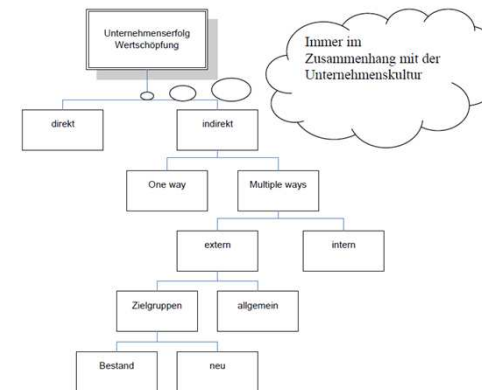 Unternehmenserfolg
Wertschöpfung
Immer im
Zusammenhang mit der
Unternehmenskultur
direkt
indirekt
One way
Multiple ways
extern
intern
Zielgruppen
allgemein
Bestand
neu